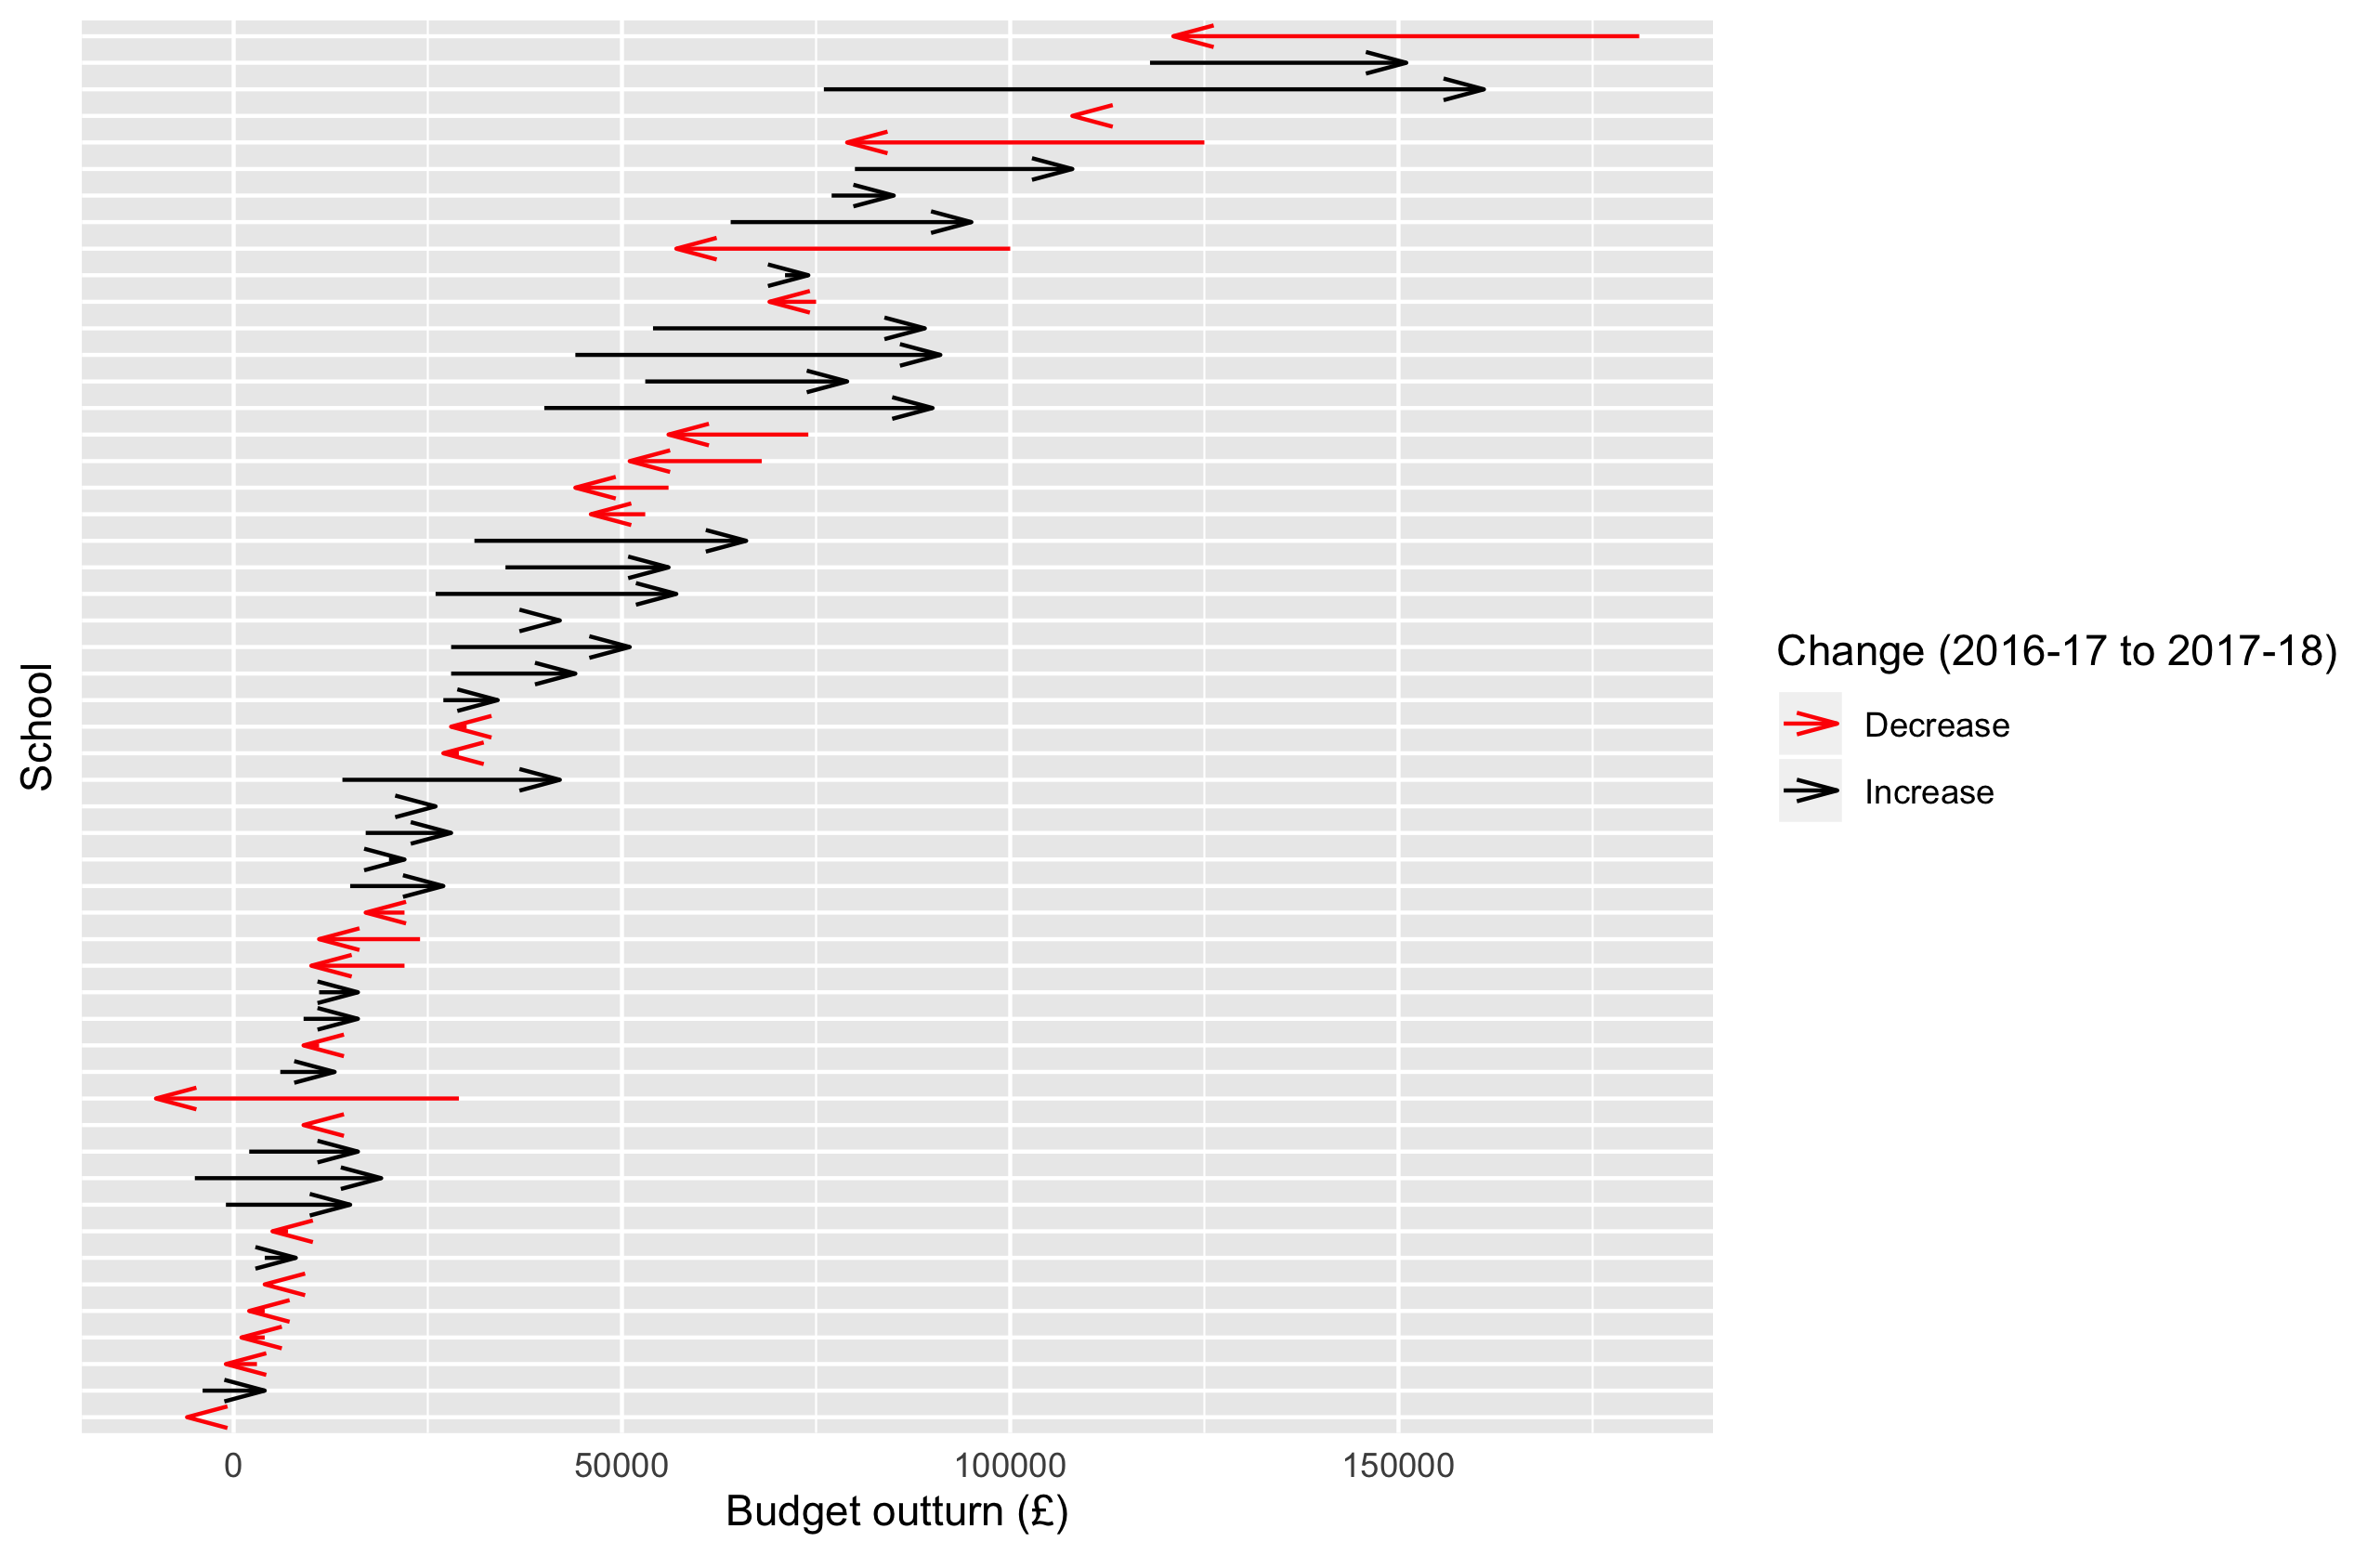 School
0 50000 100000 150000
Budget outturn (£)
Change (2016-17 to 2017-18)
Decrease
Increase